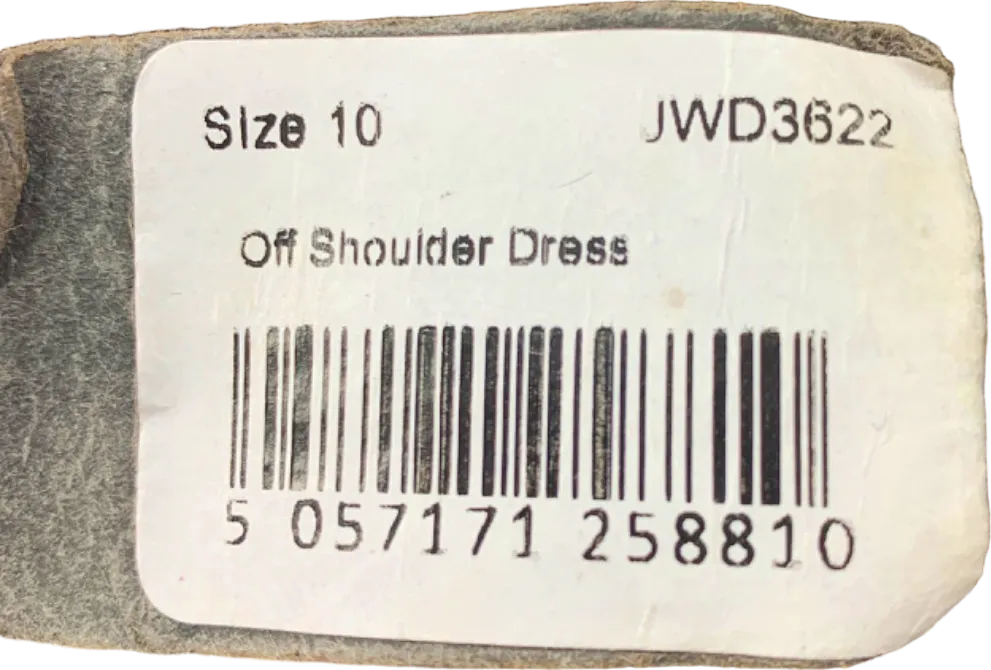 Size 10 JWD3622
Off Shoulder Dress
5 057171 258810